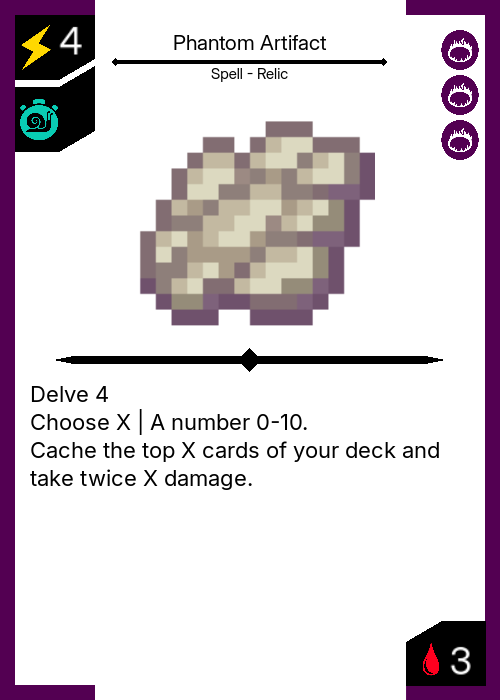 4
Phantom Artifact
Spell - Relic
Delve 4
Choose X | A number 0-10.
Cache the top X cards of your deck and
take twice X damage.
3